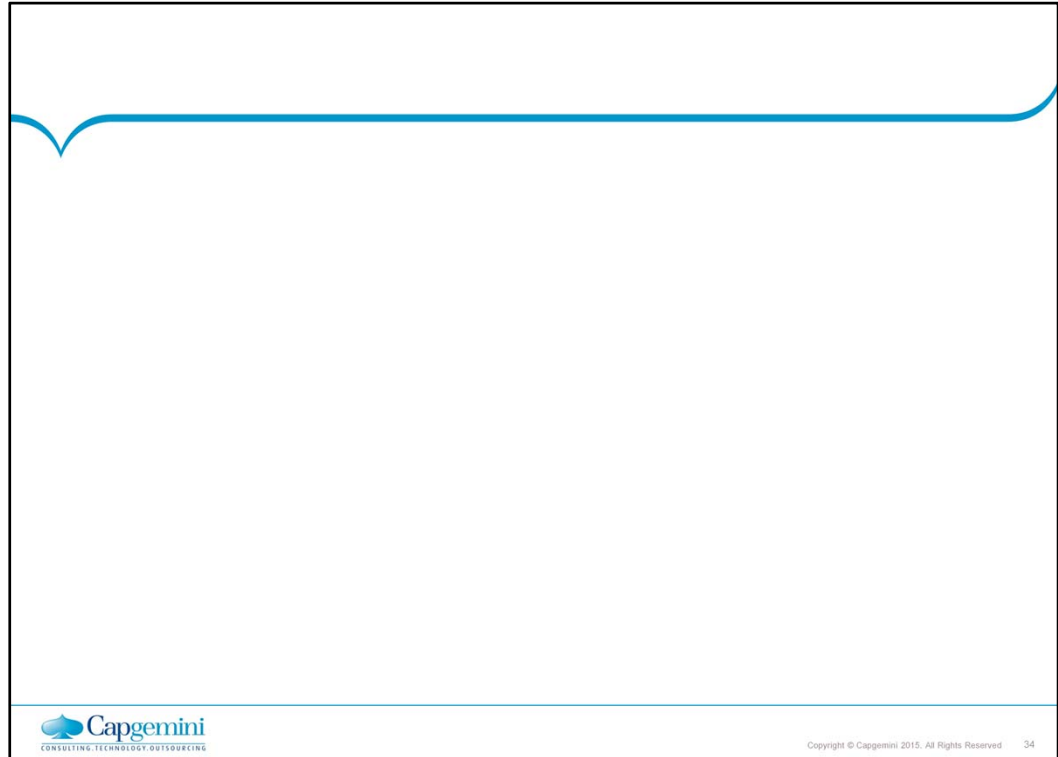 Capgemini
CONSULTING.TECHNOLOGY.OUTSOURCING
Copyright © Capgemini 2015. All Rights Reserved 34